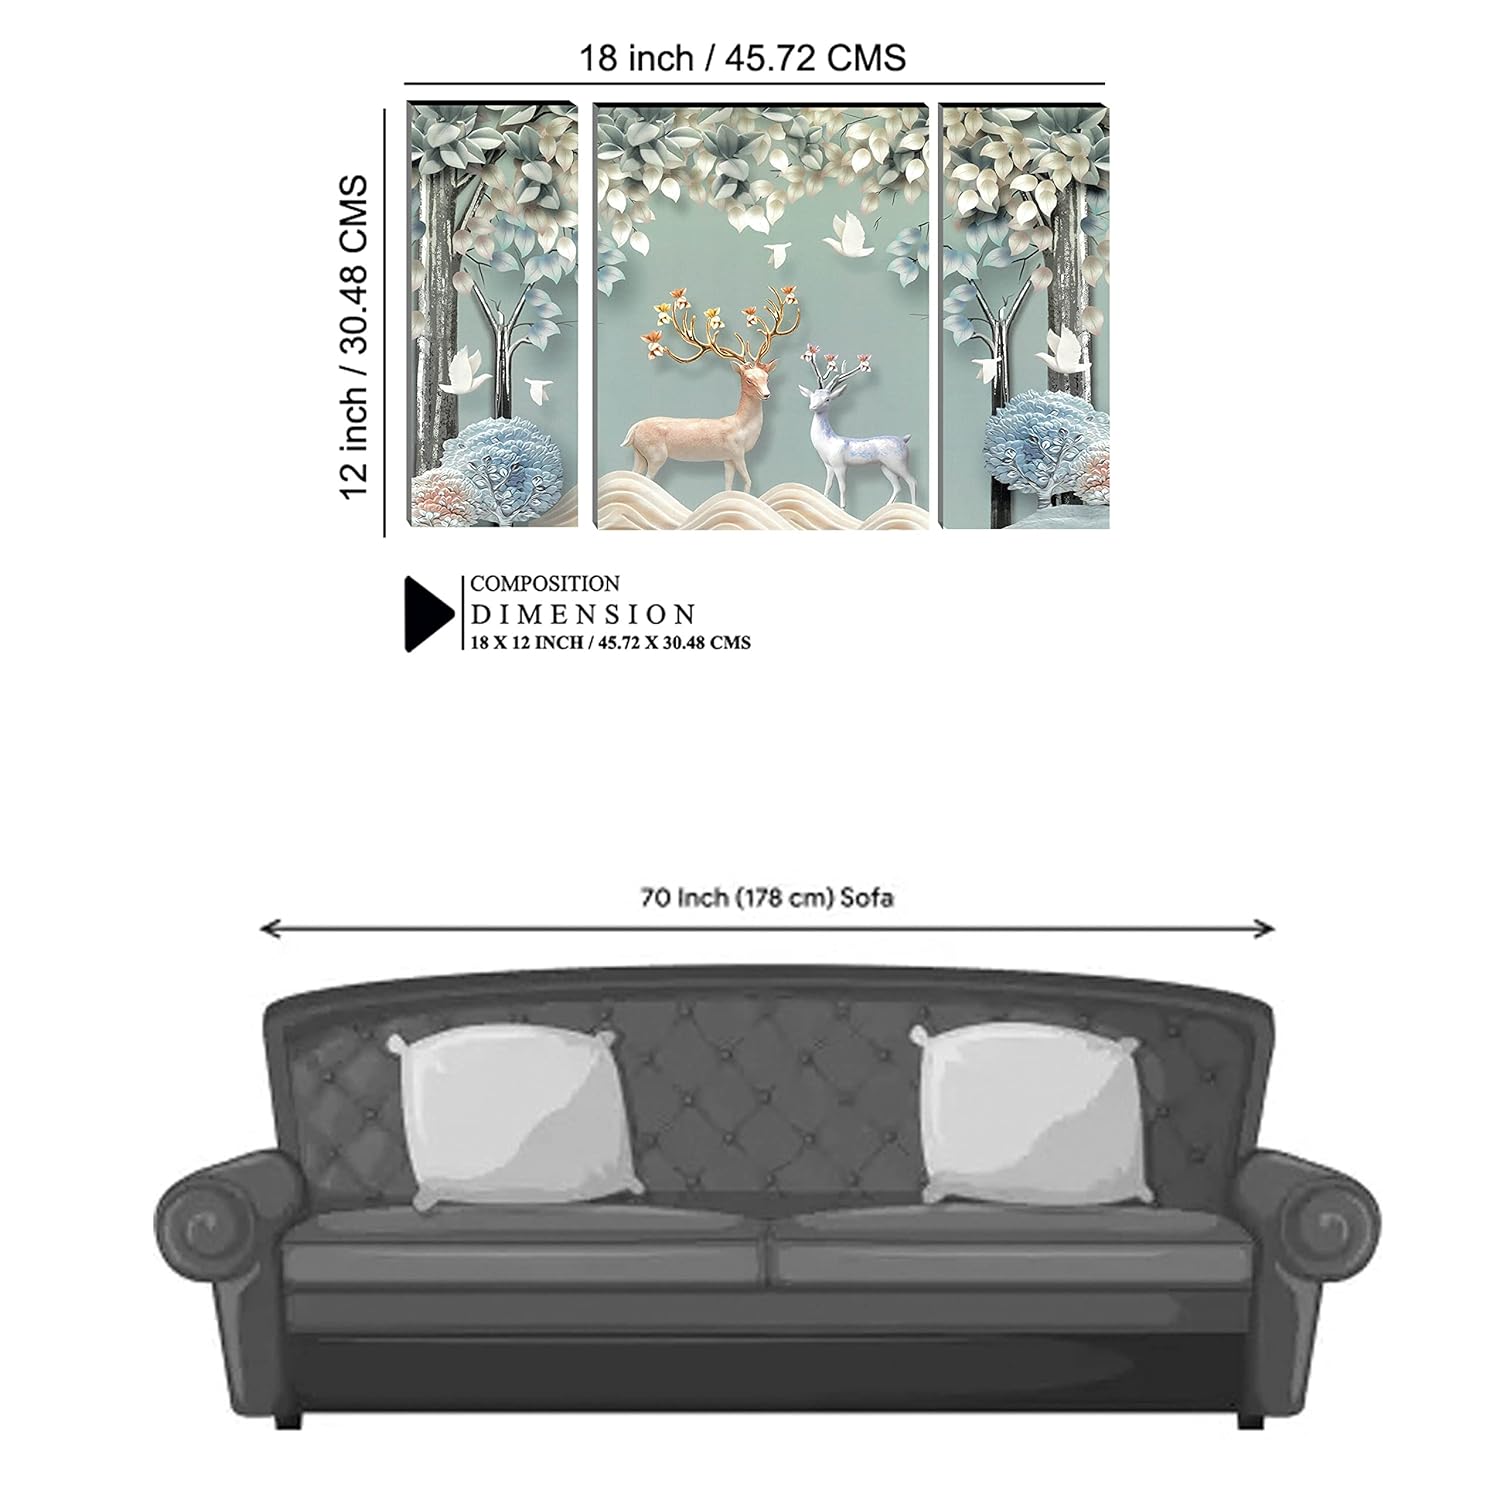 18 inch / 45.72 CMS
12 inch / 30.48 CMS
COMPOSITION
DIMENSION
18 X 12 INCH / 45.72 X 30.48 CMS
70 Inch (178 cm) Sofa